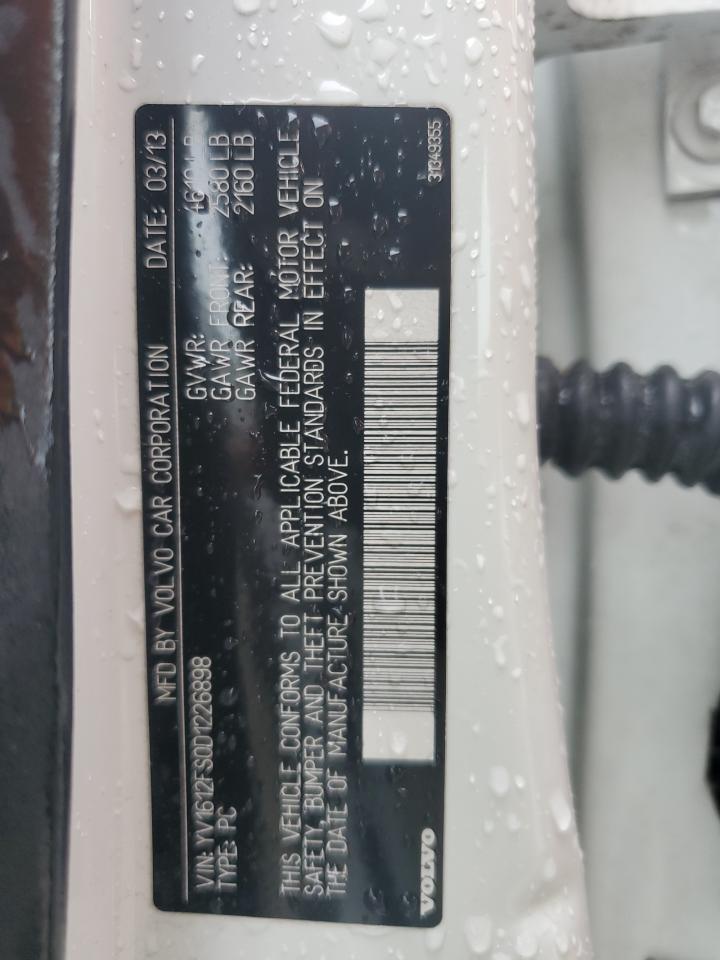 MFD BY VOLVO CAR CORPORATION DATE: 03/13
VIN: YV1612FS0D1226898 GVWR: 4610 LB
TYPE: PC GAWR FRONT: 2580 LB
GAWR REAR: 2160 LB
THIS VEHICLE CONFORMS TO ALL APPLICABLE FEDERAL MOTOR VEHICLE
SAFETY, BUMPER AND THEFT PREVENTION STANDARDS IN EFFECT ON
THE DATE OF MANUFACTURE SHOWN ABOVE.
VOLVO 31349355